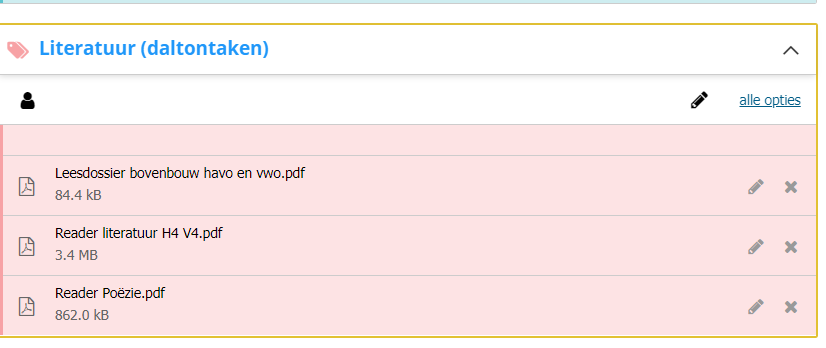 Literatuur (daltontaken)
alle opties
Leesdossier bovenbouw havo en vwo.pdf
84.4 kB
Reader literatuur H4 V4.pdf
3.4 MB
Reader Poëzie.pdf
862.0 kB